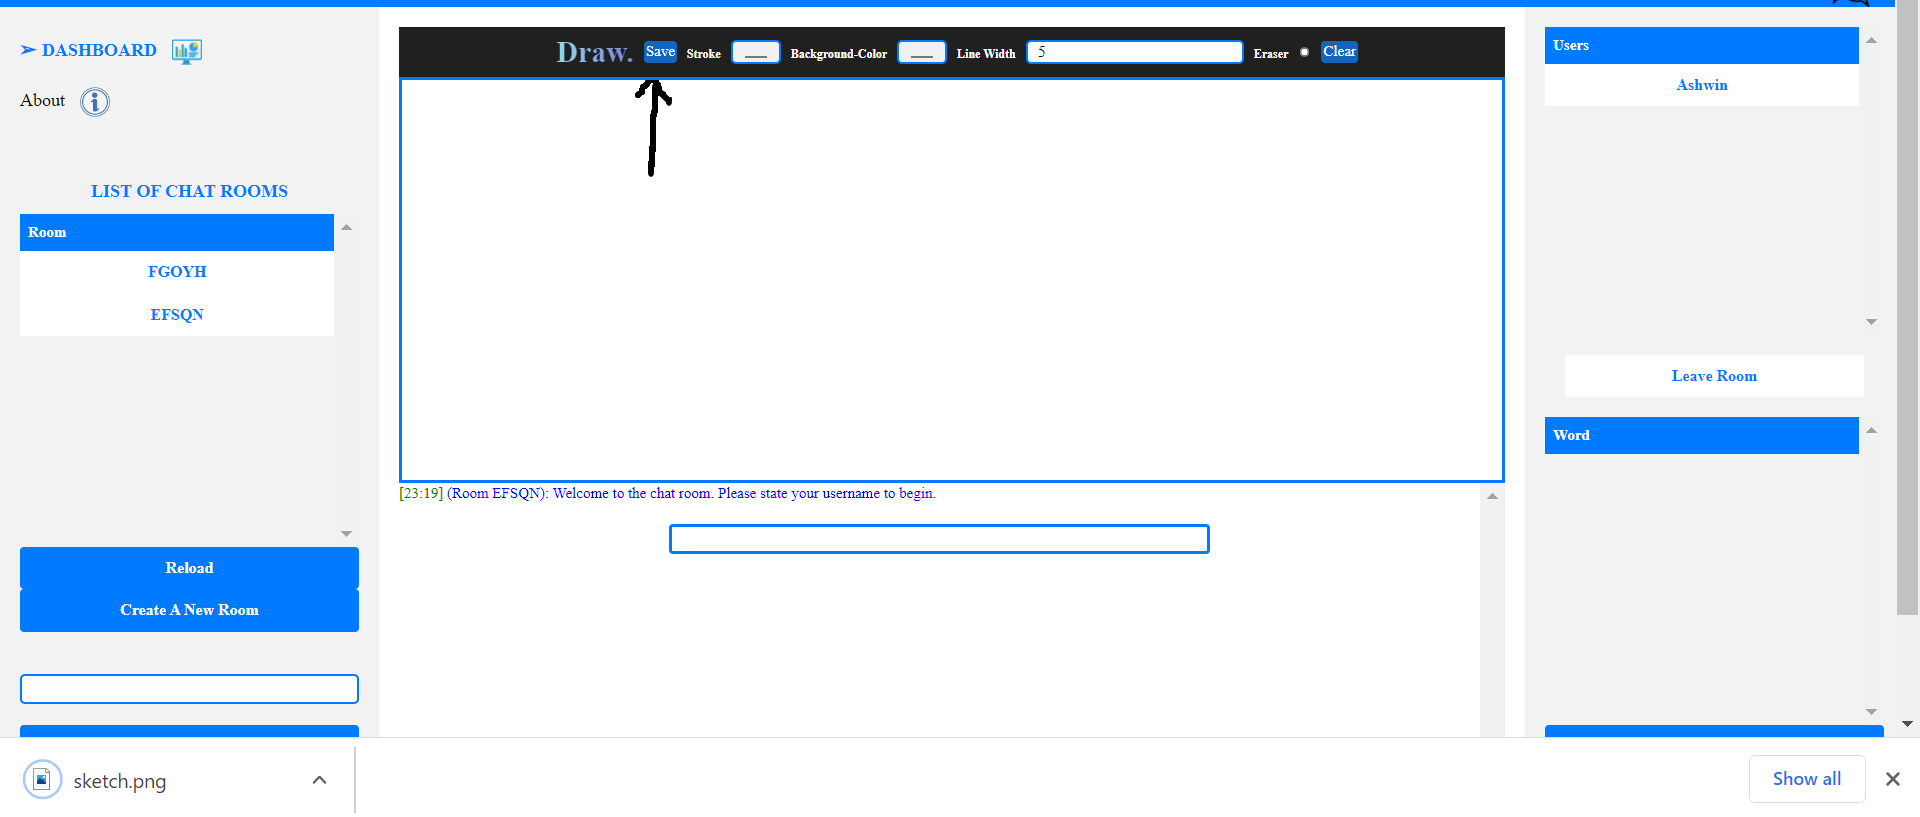 ➢ DASHBOARD
About
LIST OF CHAT ROOMS
Room
FGOYH
EFSQN
Reload
Create A New Room
Draw. Save Stroke Background-Color Line Width 5 Eraser Clear
[23:19] (Room EFSQN): Welcome to the chat room. Please state your username to begin.
Users
Ashwin
Leave Room
Word
sketch.png
Show all